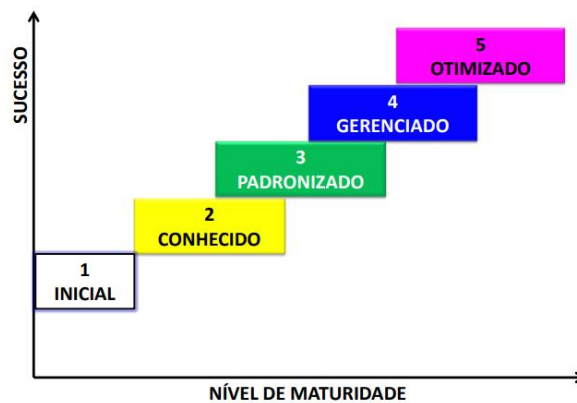 SUCESSO
5
OTIMIZADO
4
GERENCIADO
3
PADRONIZADO
2
CONHECIDO
1
INICIAL
NÍVEL DE MATURIDADE